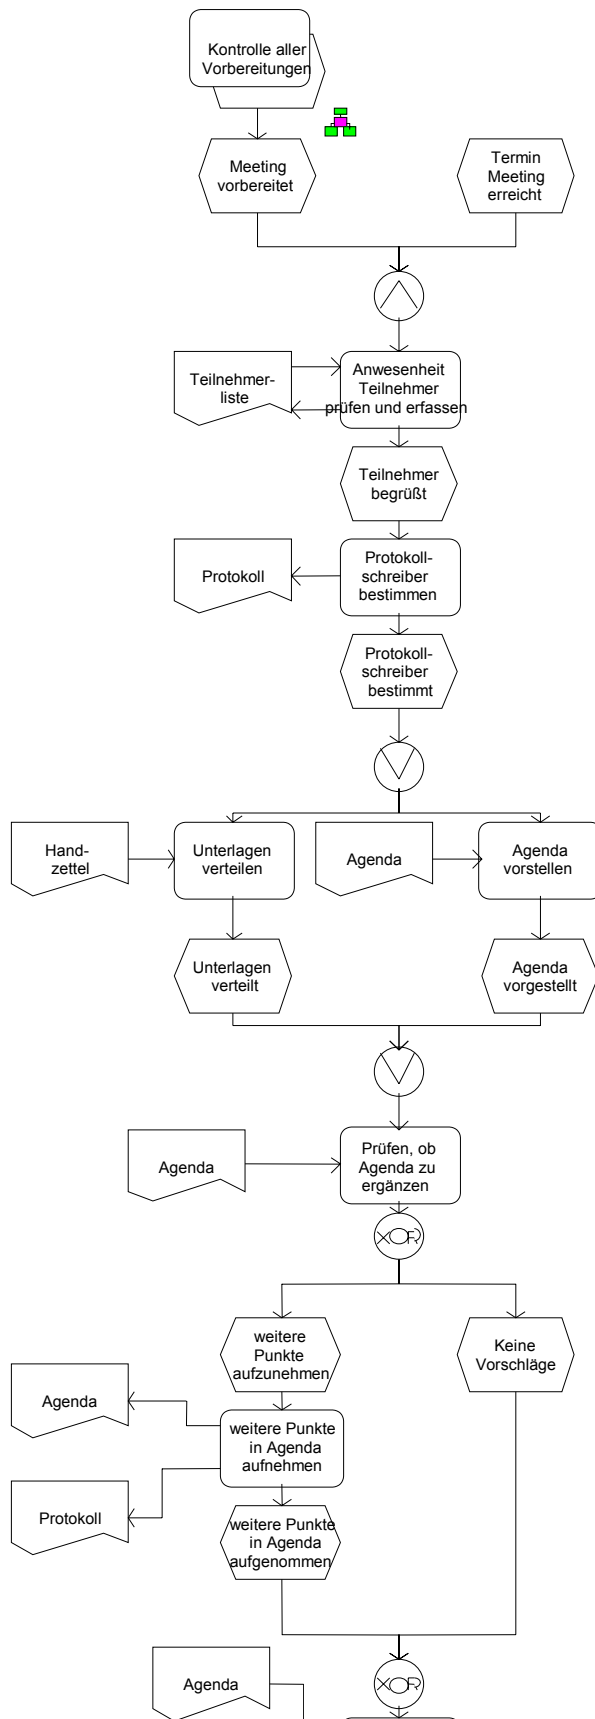 Kontrolle aller
Vorbereitungen
Meeting
vorbereitet
Termin
Meeting
erreicht
Teilnehmer-
liste
Anwesenheit
Teilnehmer
prüfen und erfassen
Teilnehmer
begrüßt
Protokoll
Protokoll-
schreiber
bestimmen
Protokoll-
schreiber
bestimmt
Hand-
zettel
Unterlagen
verteilen
Agenda
Agenda
vorstellen
Unterlagen
verteilt
Agenda
vorgestellt
Agenda
Prüfen, ob
Agenda zu
ergänzen
XOR
weitere
Punkte
aufzunehmen
Keine
Vorschläge
Agenda
weitere Punkte
in Agenda
aufnehmen
Protokoll
weitere Punkte
in Agenda
aufgenommen
Agenda
XOR